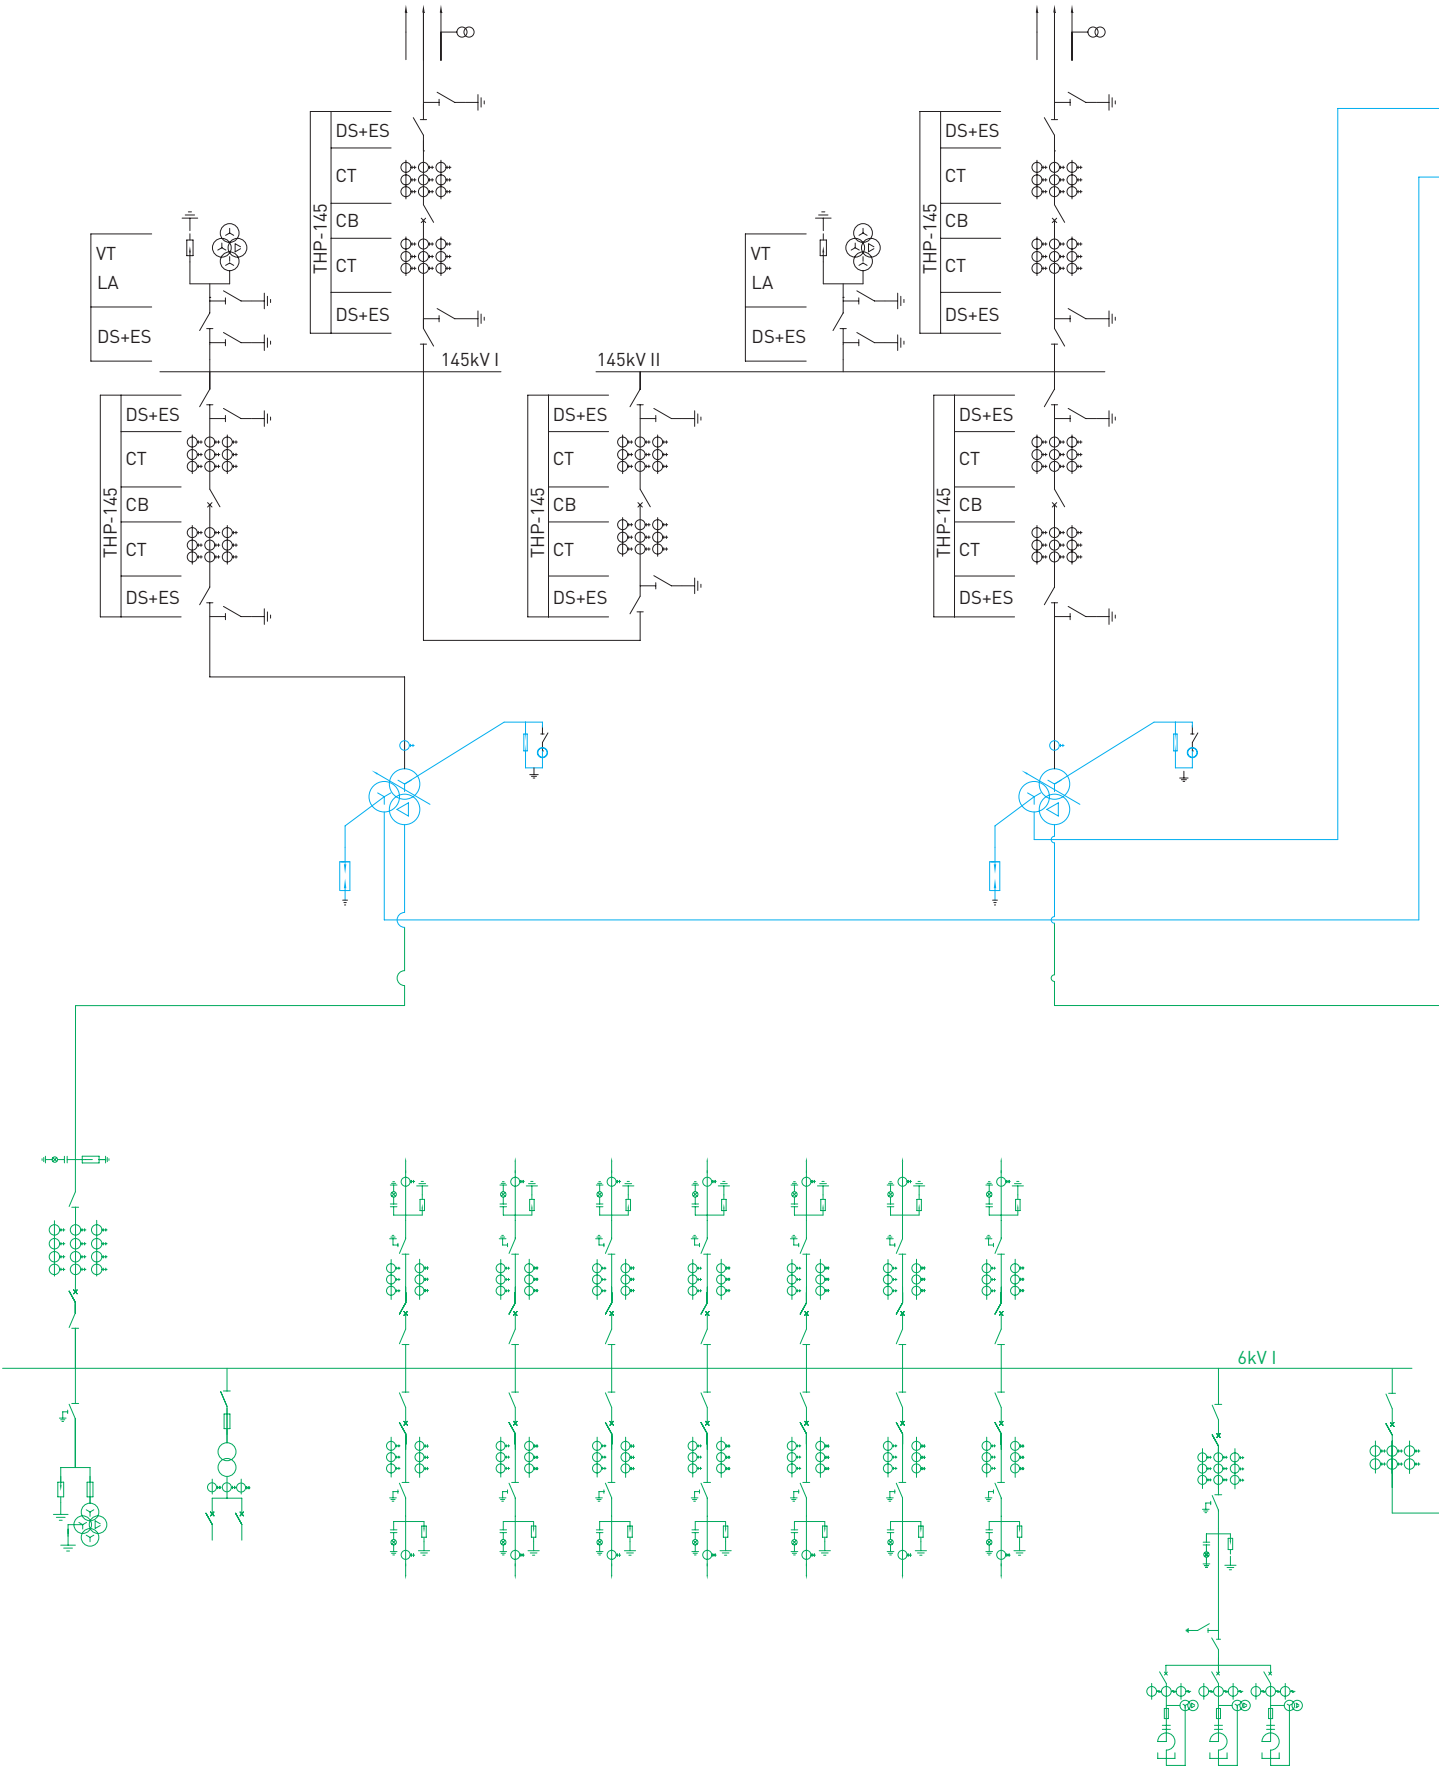 DS+ES
CT
THP-145
CB
CT
DS+ES
DS+ES
CT
THP-145
CB
CT
DS+ES
VT
LA
DS+ES
VT
LA
DS+ES
145kV I
145kV II
DS+ES
CT
THP-145
CB
CT
DS+ES
DS+ES
CT
THP-145
CB
CT
DS+ES
DS+ES
CT
THP-145
CB
CT
DS+ES
6kV I